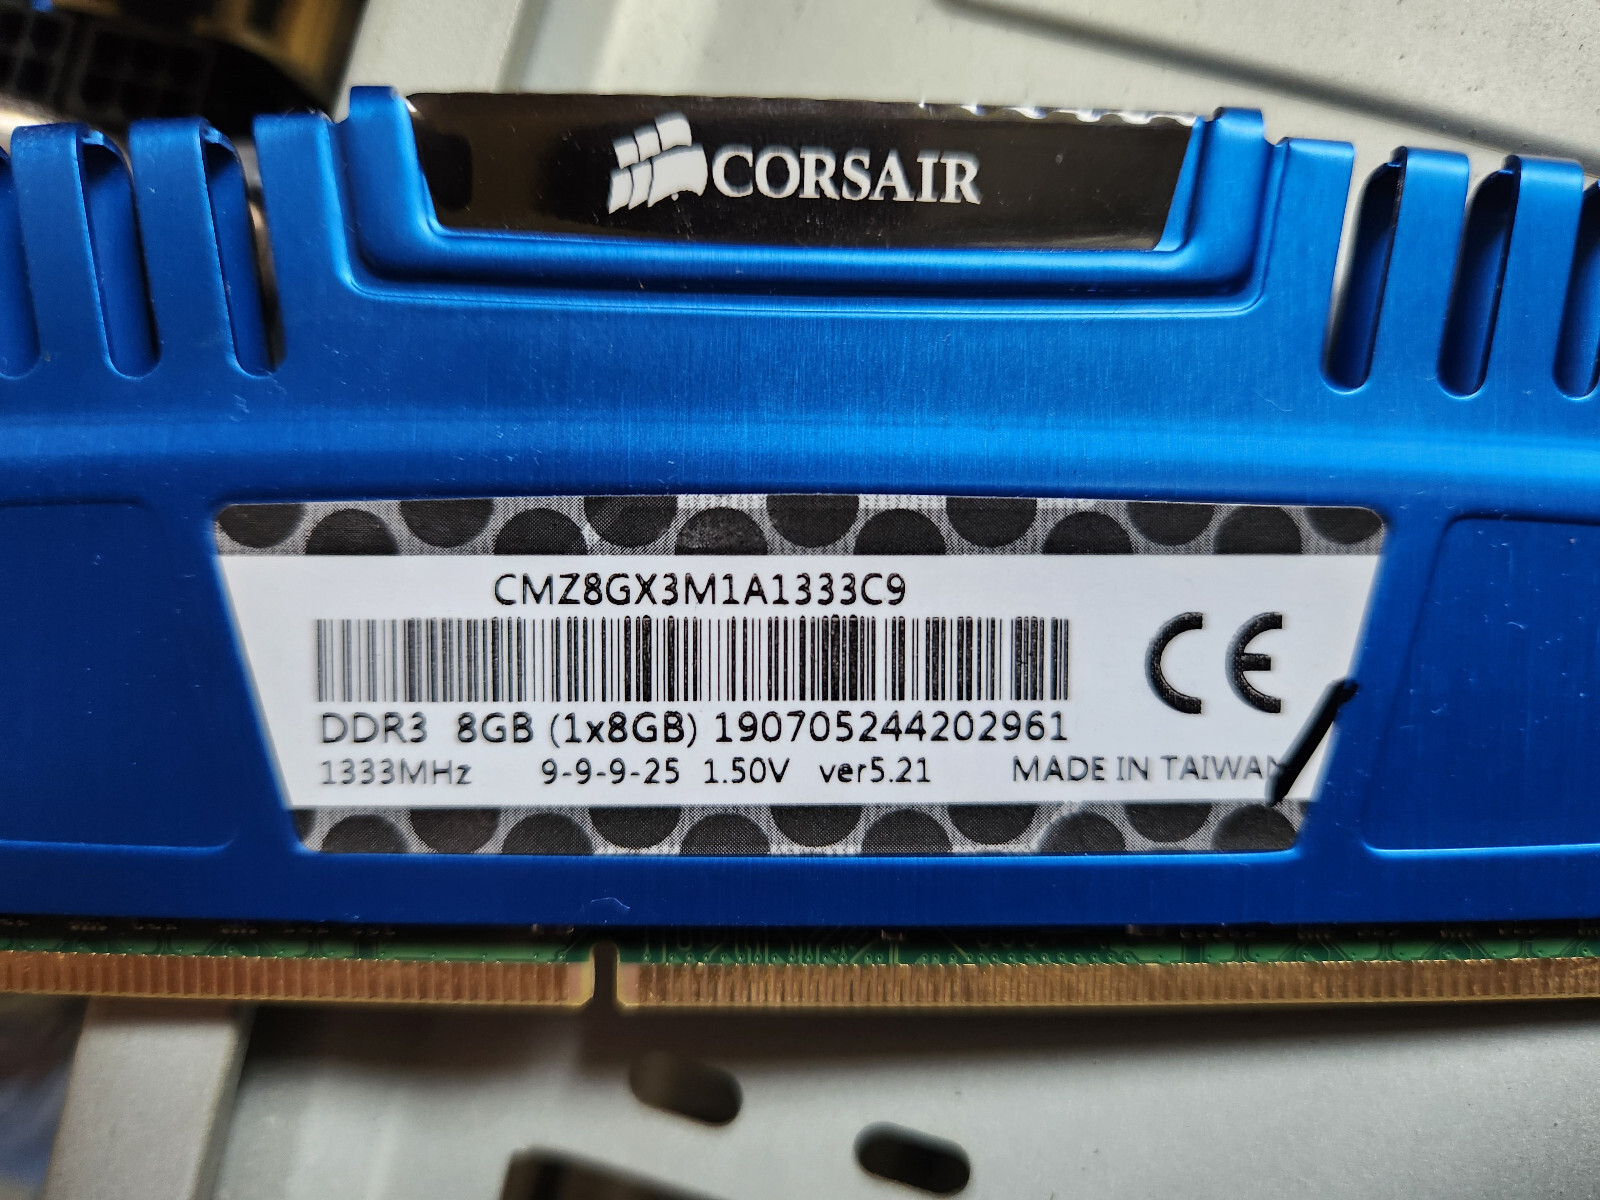 CORSAIR
CMZ8GX3M1A1333C9
DDR3 8GB (1x8GB) 190705244202961
1333MHz 9-9-9-25 1.50V ver5.21
MADE IN TAIWAN
CE